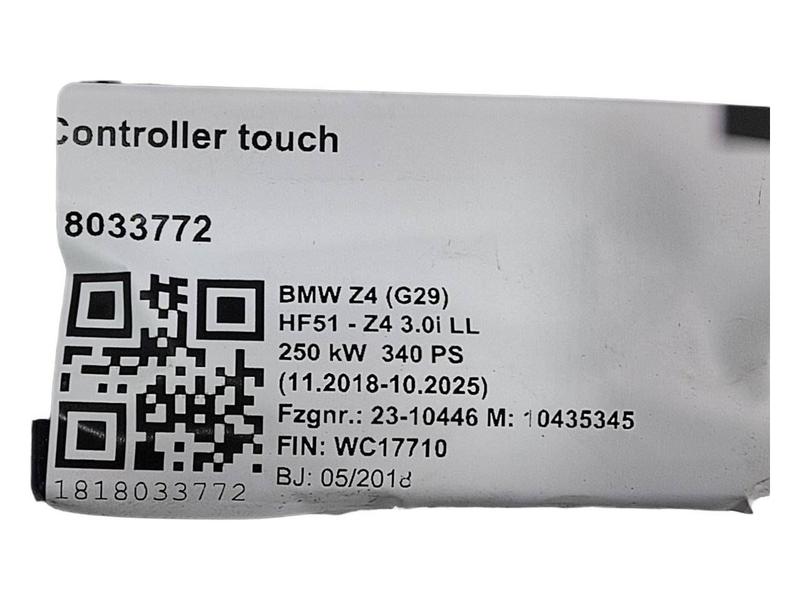 Controller touch
8033772
BMW Z4 (G29)
HF51 - Z4 3.0i LL
250 kW 340 PS
(11.2018-10.2025)
Fzgnr.: 23-10446 M: 10435345
FIN: WC17710
BJ: 05/2018
1818033772